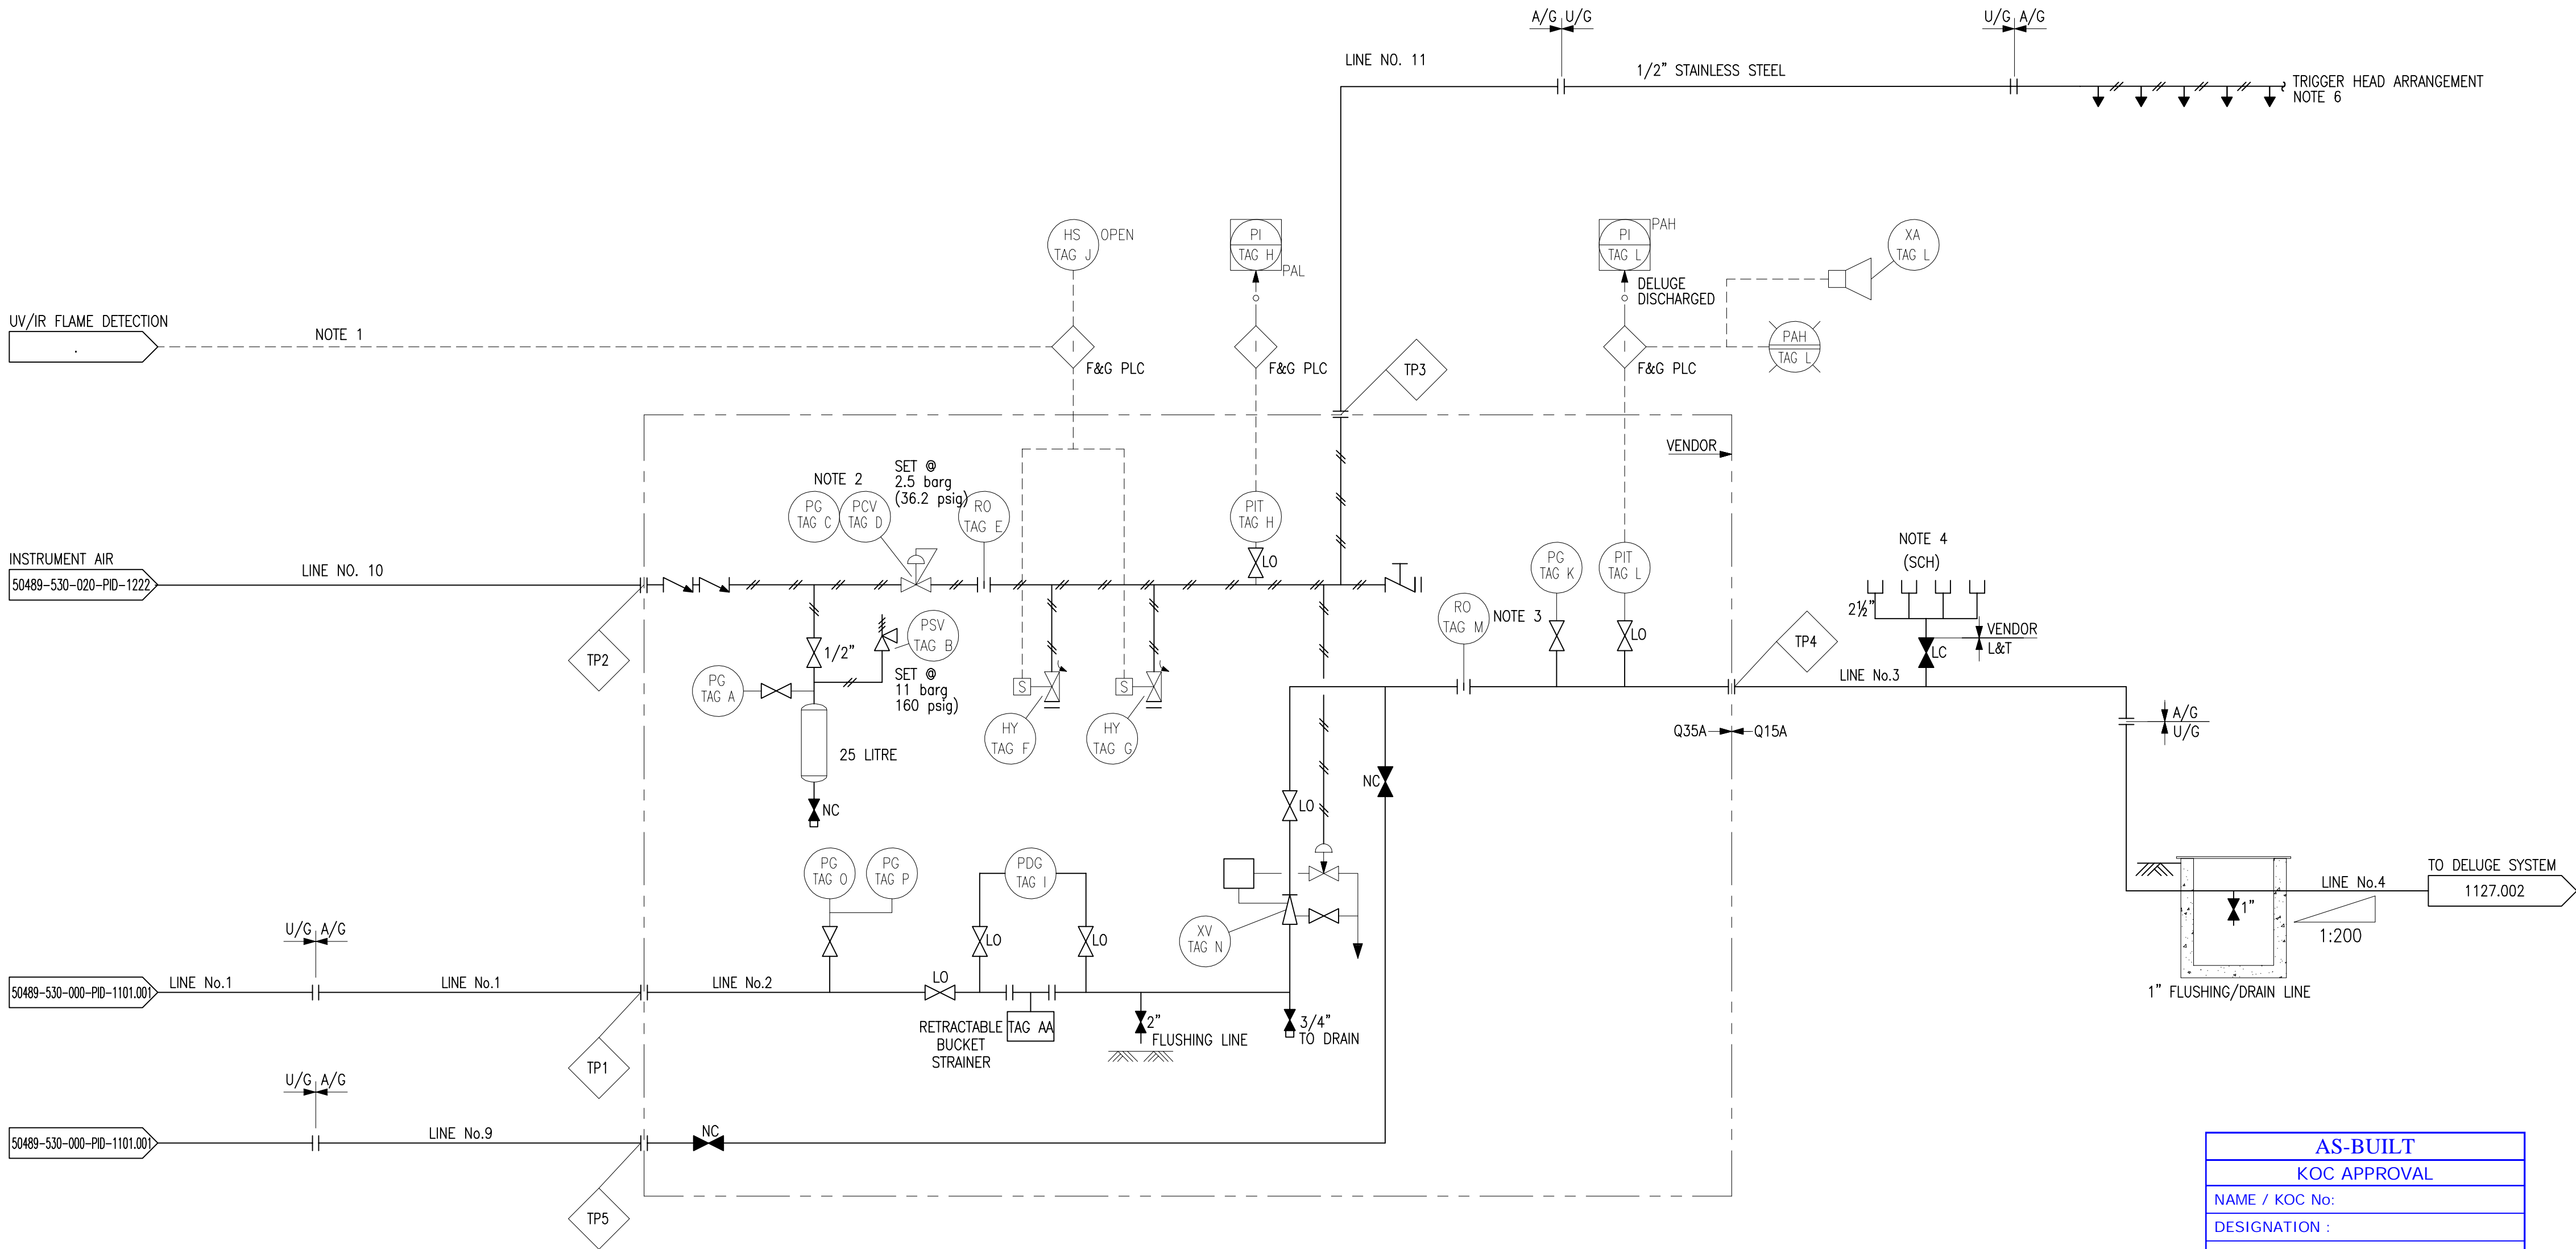 A/G U/G
U/G A/G
LINE NO. 11
1/2" STAINLESS STEEL
TRIGGER HEAD ARRANGEMENT
NOTE 6
HS
TAG J
OPEN
PI
TAG H
PAL
PI
TAG L
PAH
XA
TAG L
DELUGE
DISCHARGED
UV/IR FLAME DETECTION
.
NOTE 1
F&G PLC
F&G PLC
F&G PLC
PAH
TAG L
TP3
VENDOR
NOTE 2
SET @
2.5 barg
(36.2 psig)
PG
TAG C
PCV
TAG D
RO
TAG E
PIT
TAG H
LO
INSTRUMENT AIR
50489-530-020-PID-1222
LINE NO. 10
PG
TAG K
PIT
TAG L
LO
NOTE 4
(SCH)
2½"
RO
TAG M
NOTE 3
VENDOR
L&T
LC
TP4
LINE No.3
TP2
1/2"
PSV
TAG B
SET @
11 barg
160 psig)
PG
TAG A
S
S
HY
TAG F
HY
TAG G
25 LITRE
NC
Q35A
Q15A
A/G
U/G
NC
LO
PG
TAG O
PG
TAG P
PDG
TAG I
TO DELUGE SYSTEM
1127.002
LINE No.4
1"
1:200
1" FLUSHING/DRAIN LINE
U/G A/G
LO
LO
XV
TAG N
50489-530-000-PID-1101.001
LINE No.1
LINE No.1
LINE No.2
LO
RETRACTABLE
BUCKET
STRAINER
TAG AA
2"
FLUSHING LINE
3/4"
TO DRAIN
TP1
U/G A/G
50489-530-000-PID-1101.001
LINE No.9
NC
TP5
AS-BUILT
KOC APPROVAL
NAME / KOC No:
DESIGNATION :